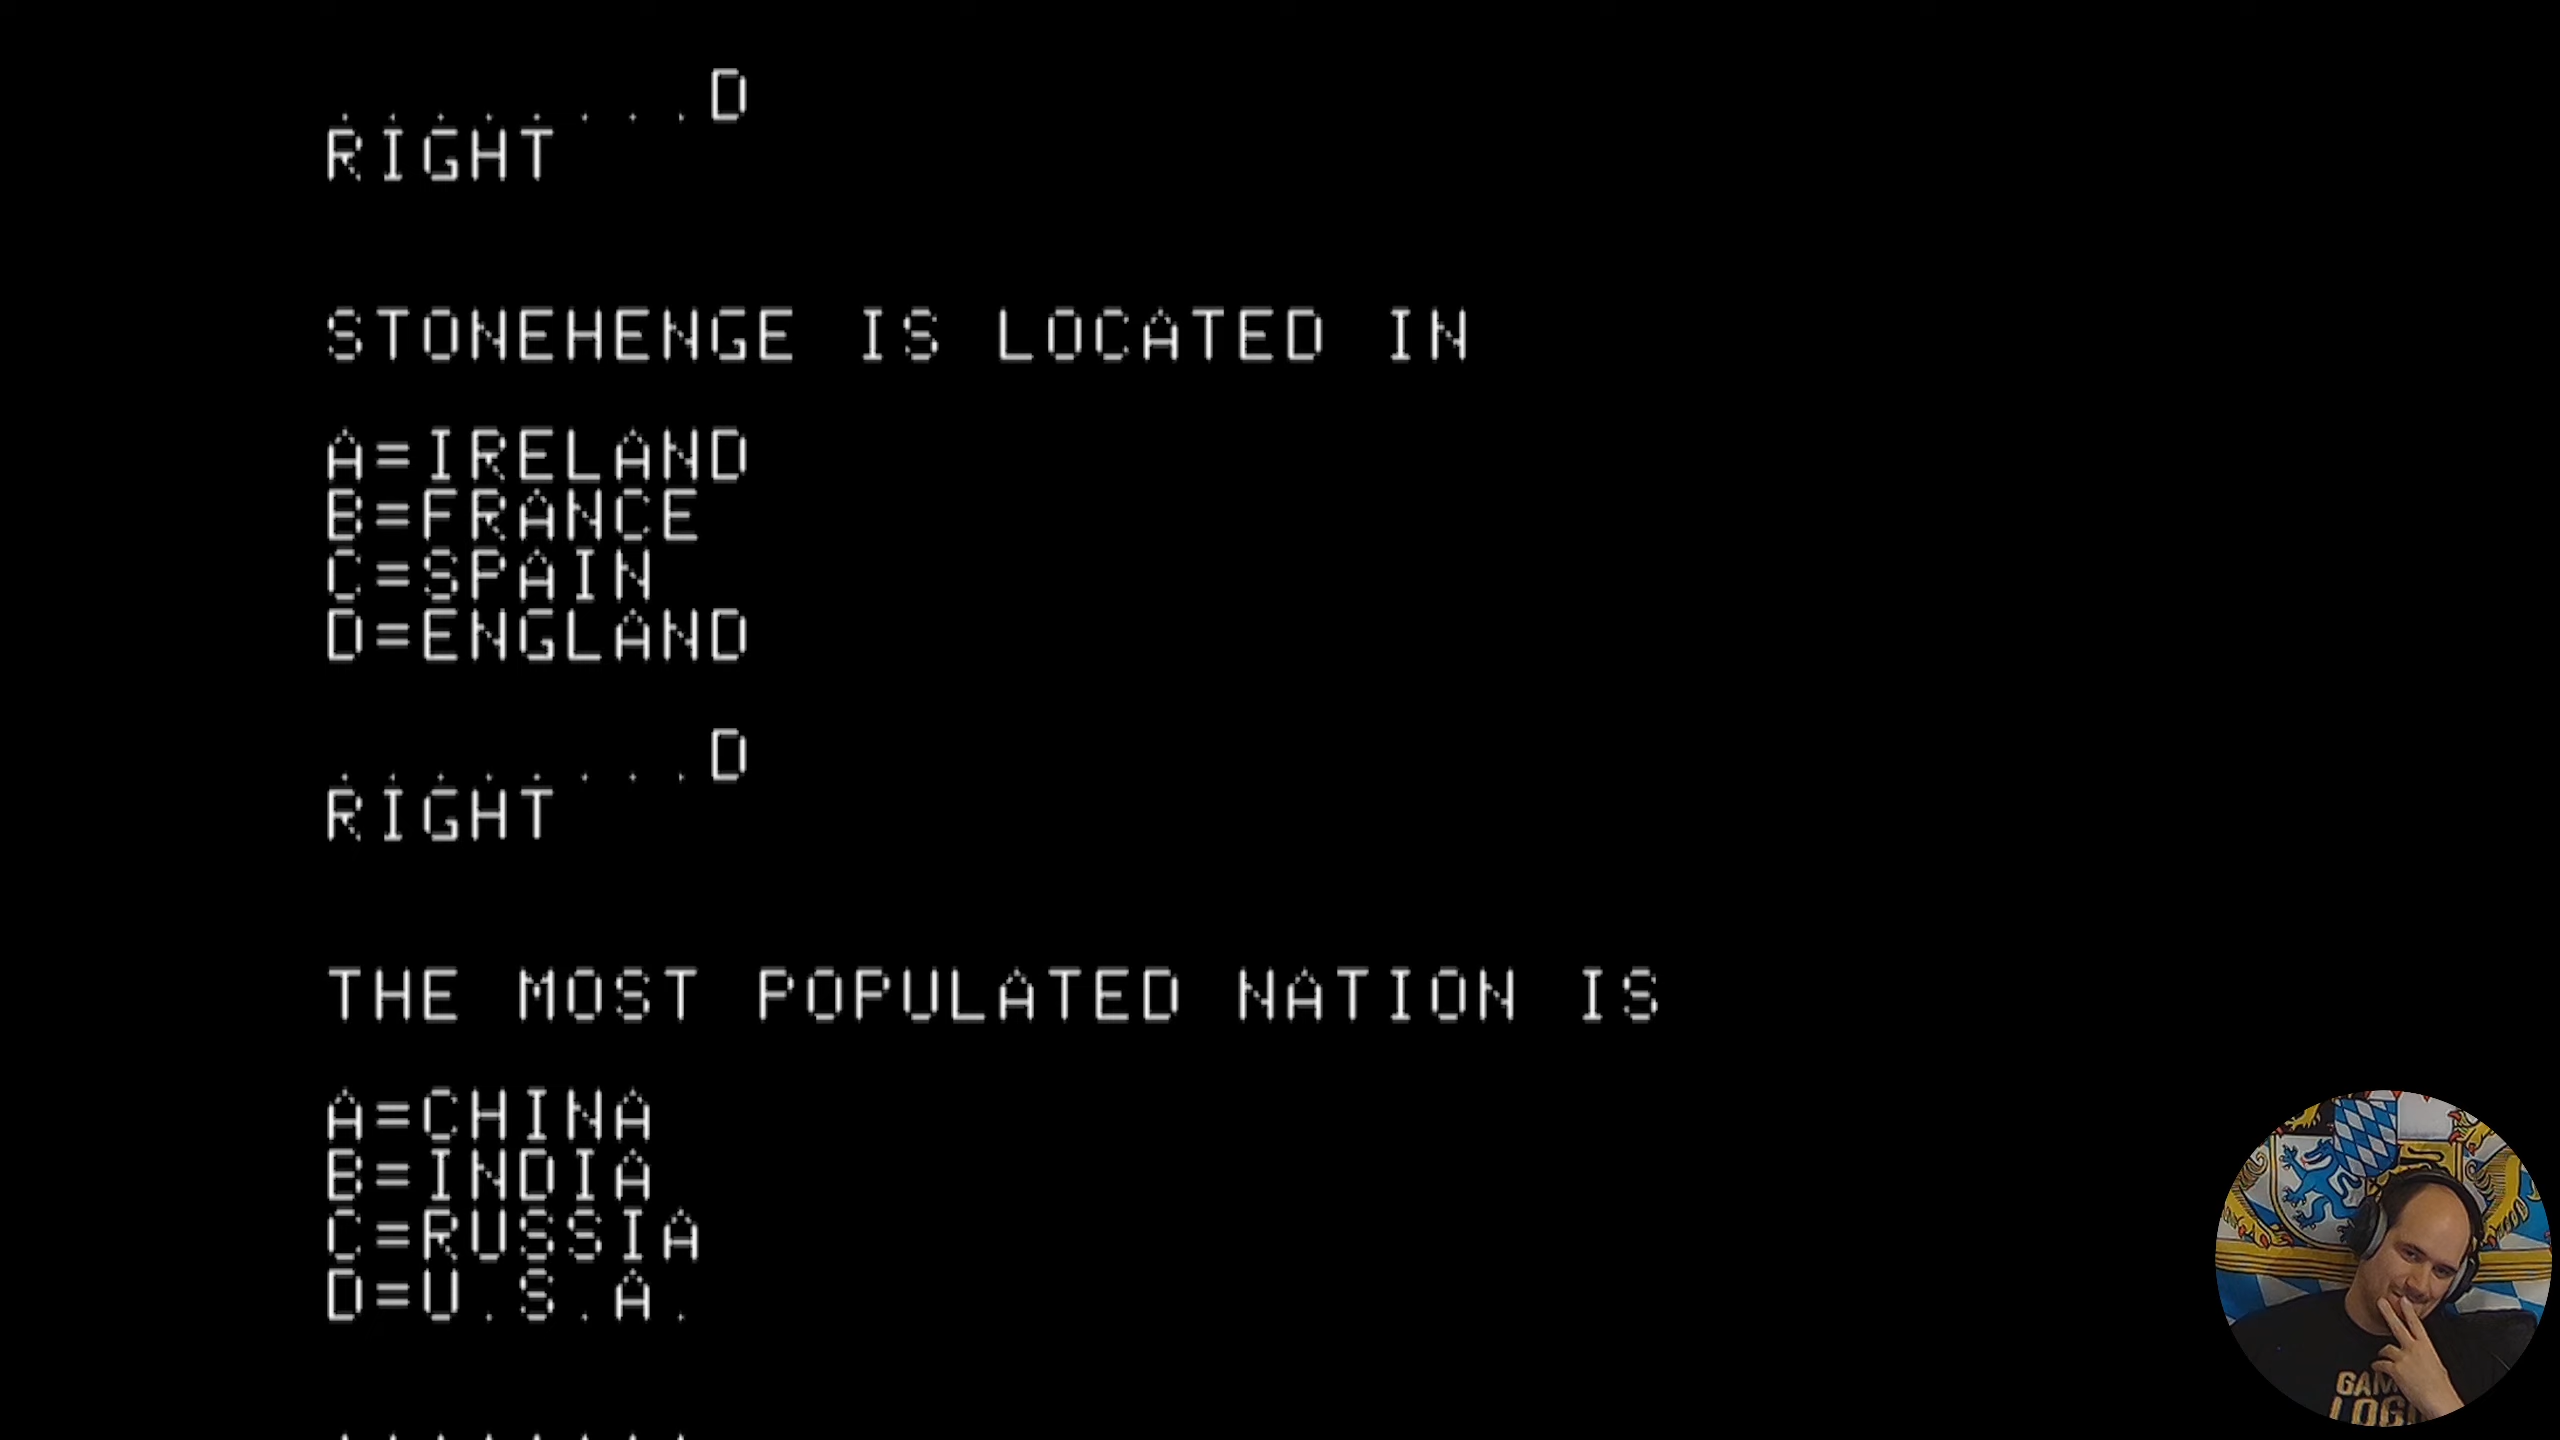 ........D
RIGHT
STONEHENGE IS LOCATED IN
A=IRELAND
B=FRANCE
C=SPAIN
D=ENGLAND
........D
RIGHT
THE MOST POPULATED NATION IS
A=CHINA
B=INDIA
C=RUSSIA
D=U.S.A.